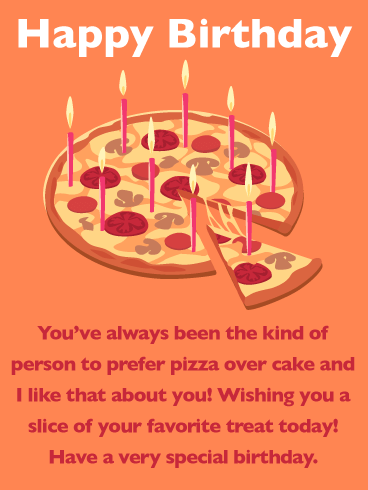 Happy Birthday
You've always been the kind of
person to prefer pizza over cake and
I like that about you! Wishing you a
slice of your favorite treat today!
Have a very special birthday.